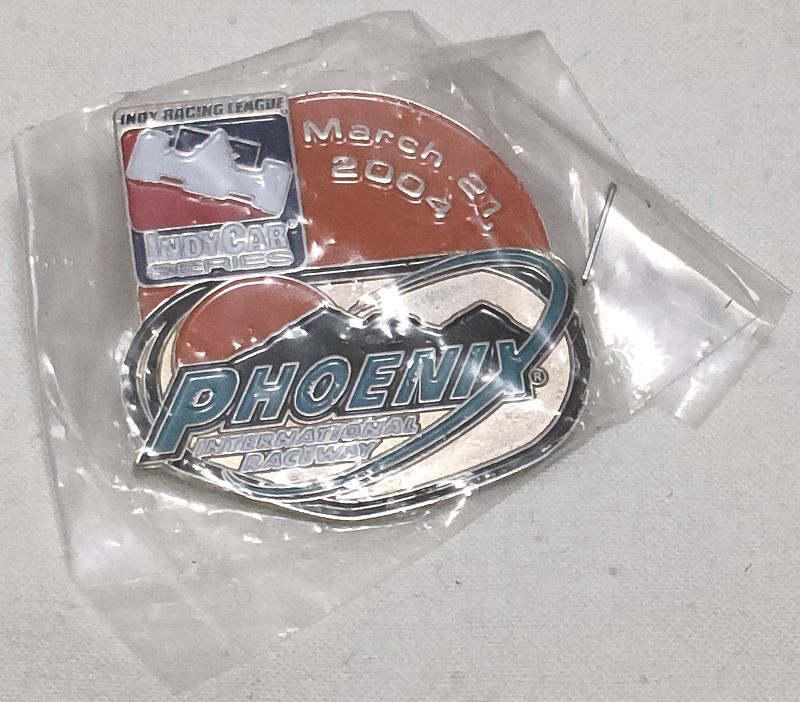 INDY RACING LEAGUE
INDYCAR®
SERIES
March 21,
2004
PHOENIX®
INTERNATIONAL
RACEWAY